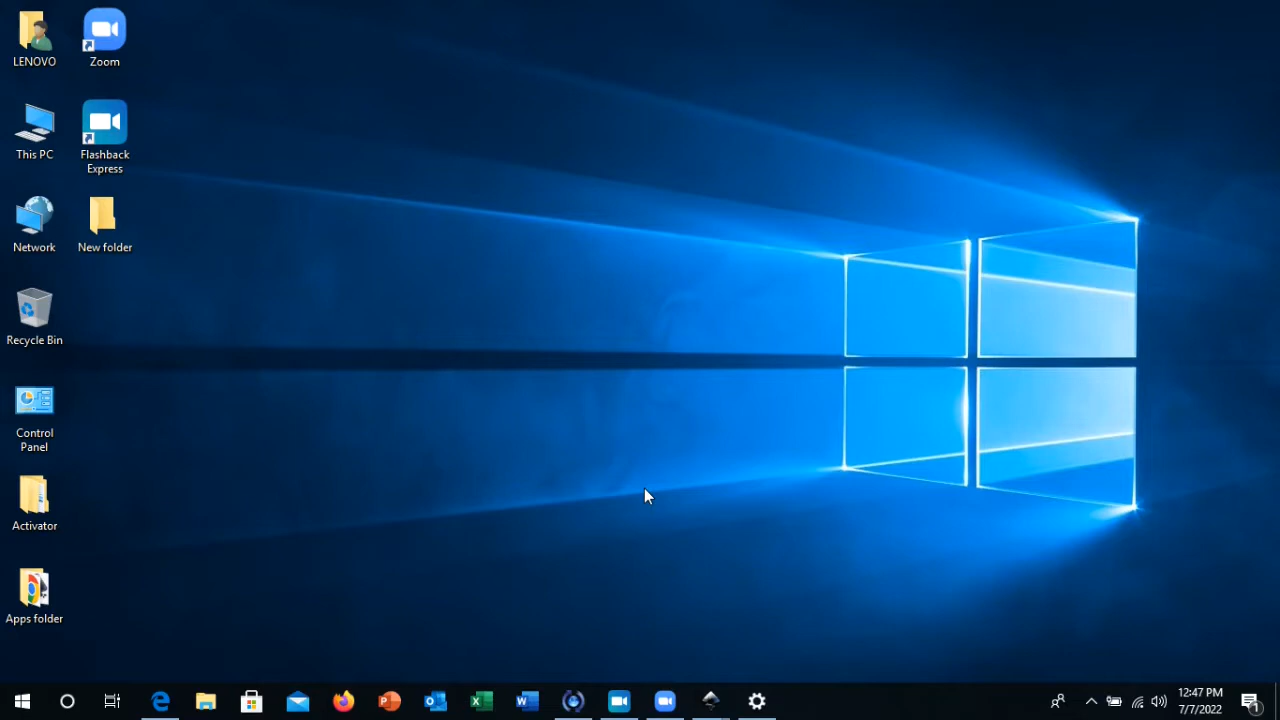 LENOVO
Zoom
This PC
Flashback
Express
Network
New folder
Recycle Bin
Control
Panel
Activator
Apps folder
12:47 PM
7/7/2022
1